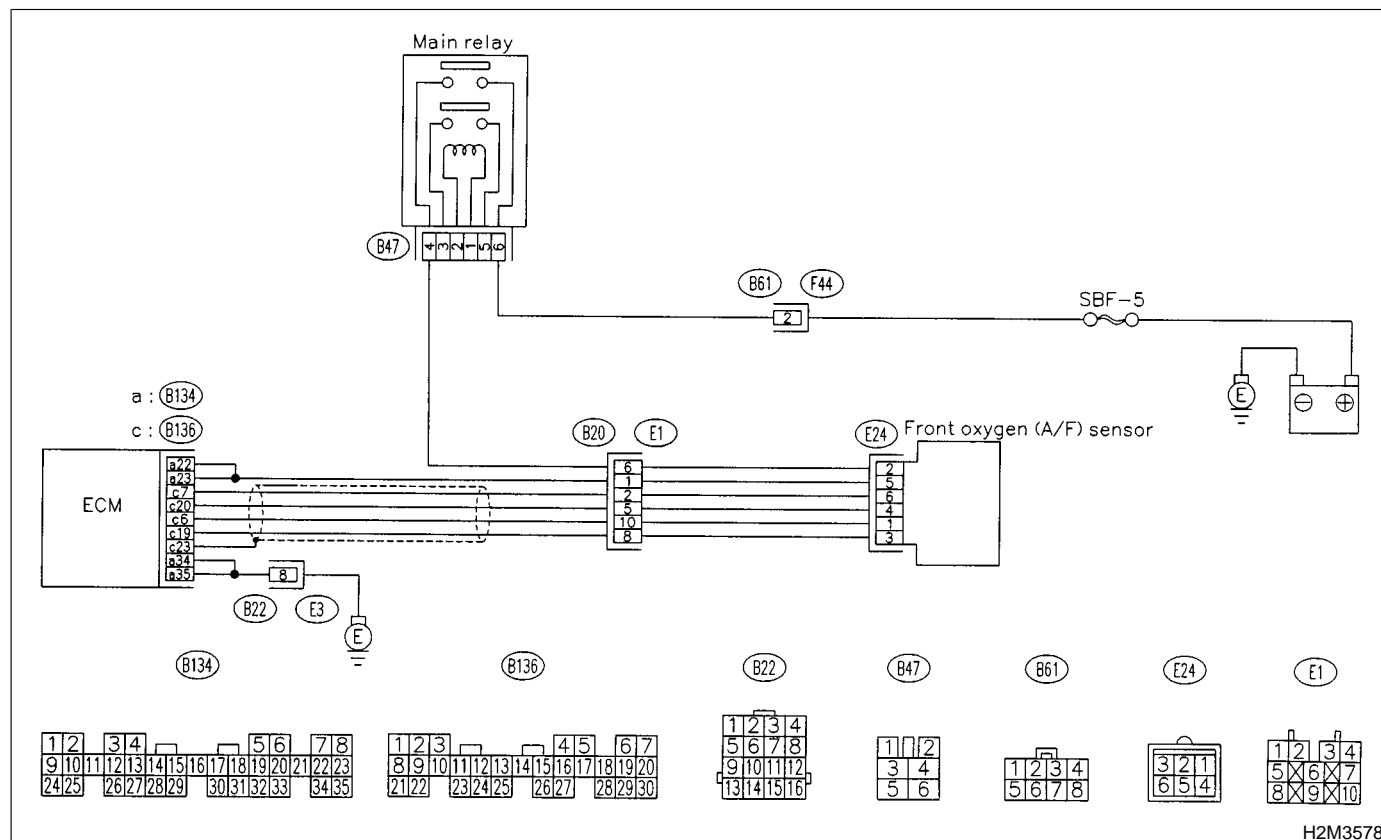 Main relay
B47
4 3 2 1 5 6
B61 F44
2
SBF-5
E
⊖ ⊕
a : B134
c : B136
B20 E1
E24
Front oxygen (A/F) sensor
ECM
a22
a23
c7
c20
c6
c19
c23
a34
a35
6
1
2
5
10
8
2
5
6
4
1
3
8
B22 E3
E
B134
1 2 3 4 5 6 7 8
9 10 11 12 13 14 15 16 17 18 19 20 21 22 23
24 25 26 27 28 29 30 31 32 33 34 35
B136
1 2 3 4 5 6 7
8 9 10 11 12 13 14 15 16 17 18 19 20
21 22 23 24 25 26 27 28 29 30
B22
1 2 3 4
5 6 7 8
9 10 11 12
13 14 15 16
B47
1 2
3 4
5 6
B61
1 2 3 4
5 6 7 8
E24
3 2 1
6 5 4
E1
1 2 3 4
5 6 7
8 9 10
H2M3578